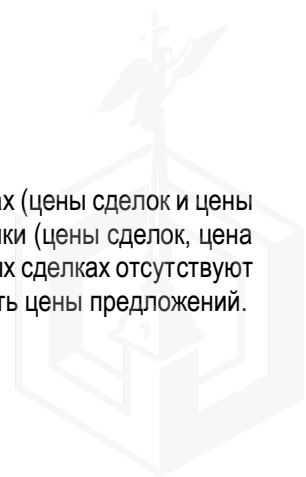 ах (цены сделок и цены
ки (цены сделок, цена
их сделках отсутствуют
ть цены предложений.